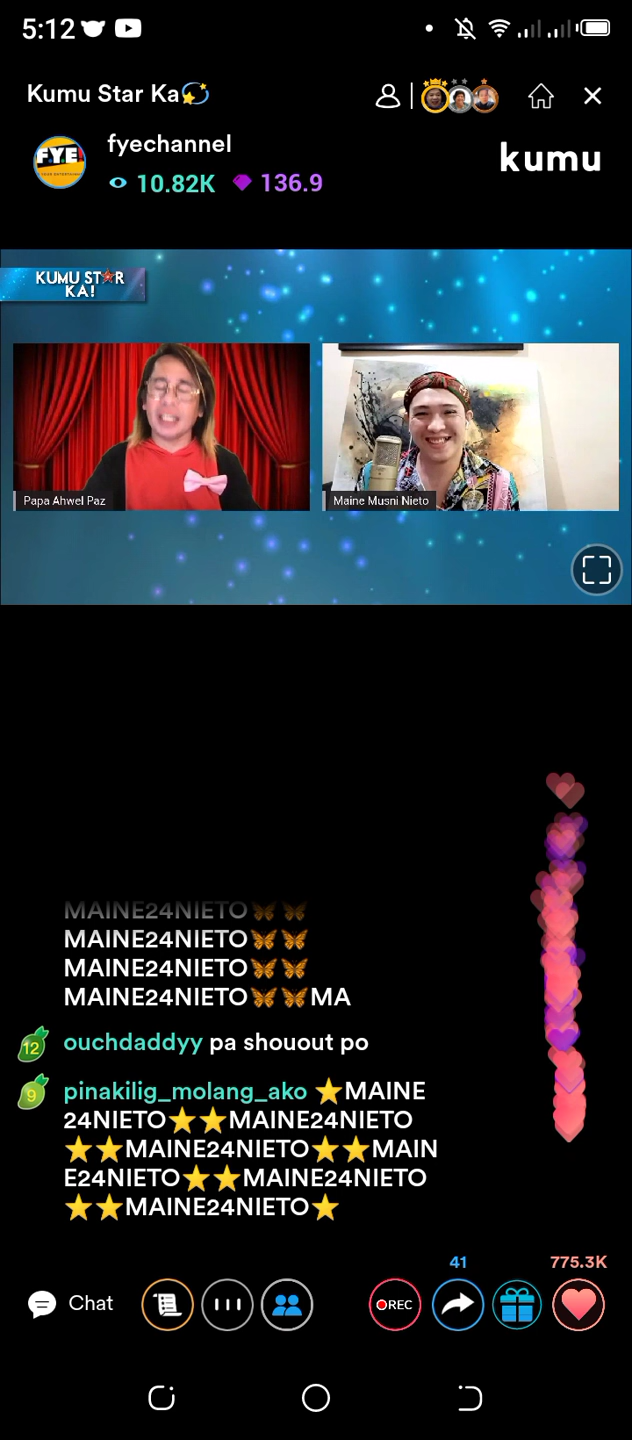 5:12
Kumu Star Ka
fyechannel
10.82K 136.9
kumu
FYE!
KUMU STAR
KA!
Papa Ahwel Paz
Maine Musni Nieto
MAINE24NIETO
MAINE24NIETO
MAINE24NIETO
MAINE24NIETO🦋🦋MA
12 ouchdaddyy pa shouout po
9 pinakilig_molang_ako ⭐MAINE
24NIETO⭐⭐MAINE24NIETO
⭐⭐MAINE24NIETO⭐⭐MAIN
E24NIETO⭐⭐MAINE24NIETO
⭐⭐MAINE24NIETO⭐
41 775.3K
Chat
REC